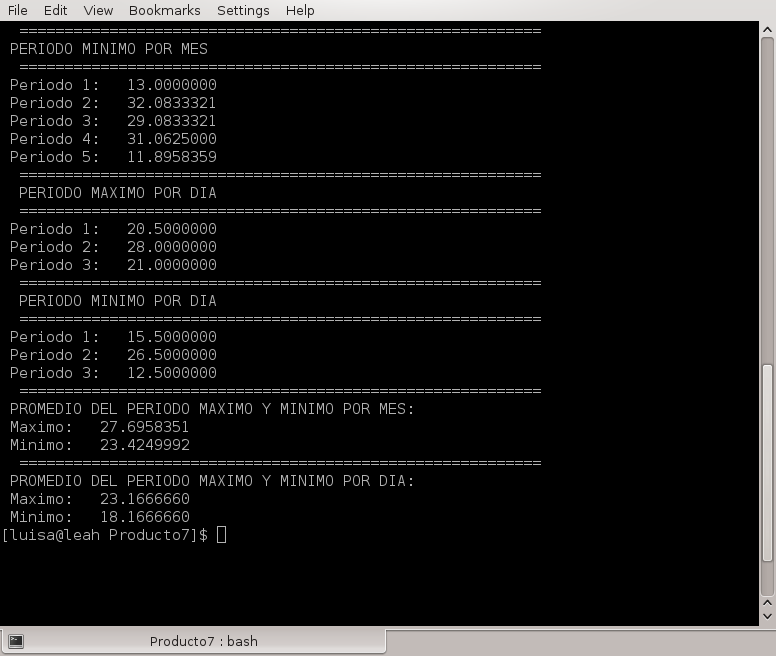 File Edit View Bookmarks Settings Help
==========================================================
PERIODO MINIMO POR MES
==========================================================
Periodo 1: 13.0000000
Periodo 2: 32.0833321
Periodo 3: 29.0833321
Periodo 4: 31.0625000
Periodo 5: 11.8958359
==========================================================
PERIODO MAXIMO POR DIA
==========================================================
Periodo 1: 20.5000000
Periodo 2: 28.0000000
Periodo 3: 21.0000000
==========================================================
PERIODO MINIMO POR DIA
==========================================================
Periodo 1: 15.5000000
Periodo 2: 26.5000000
Periodo 3: 12.5000000
==========================================================
PROMEDIO DEL PERIODO MAXIMO Y MINIMO POR MES:
Maximo: 27.6958351
Minimo: 23.4249992
==========================================================
PROMEDIO DEL PERIODO MAXIMO Y MINIMO POR DIA:
Maximo: 23.1666660
Minimo: 18.1666660
[luisa@leah Producto7]$
Producto7 : bash